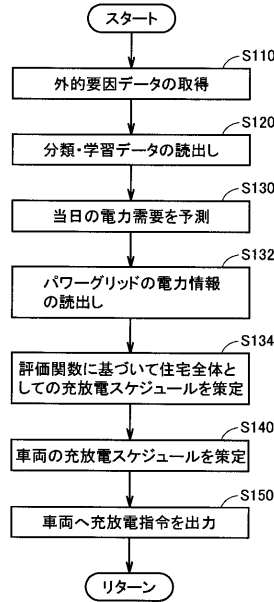 スタート
S110
外的要因データの取得
S120
分類・学習データの読出し
S130
当日の電力需要を予測
S132
パワーグリッドの電力情報
の読出し
S134
評価関数に基づいて住宅全体と
しての充放電スケジュールを策定
S140
車両の充放電スケジュールを策定
S150
車両へ充放電指令を出力
リターン